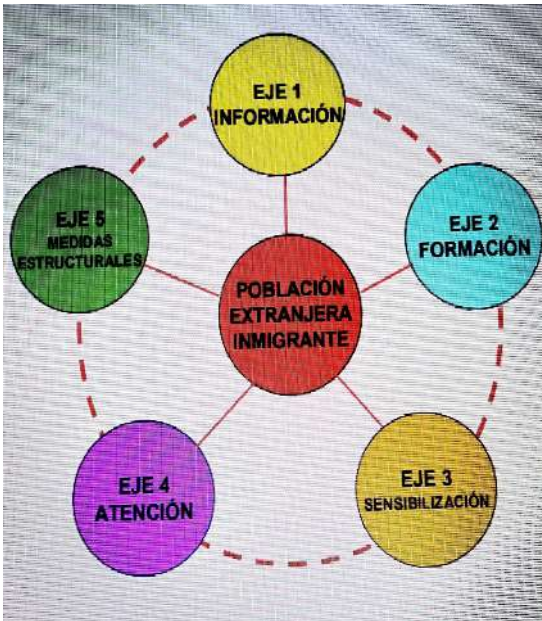 EJE 1
INFORMACIÓN
EJE 2
FORMACIÓN
EJE 3
SENSIBILIZACIÓN
EJE 4
ATENCIÓN
EJE 5
MEDIDAS
ESTRUCTURALES
POBLACIÓN
EXTRANJERA
INMIGRANTE